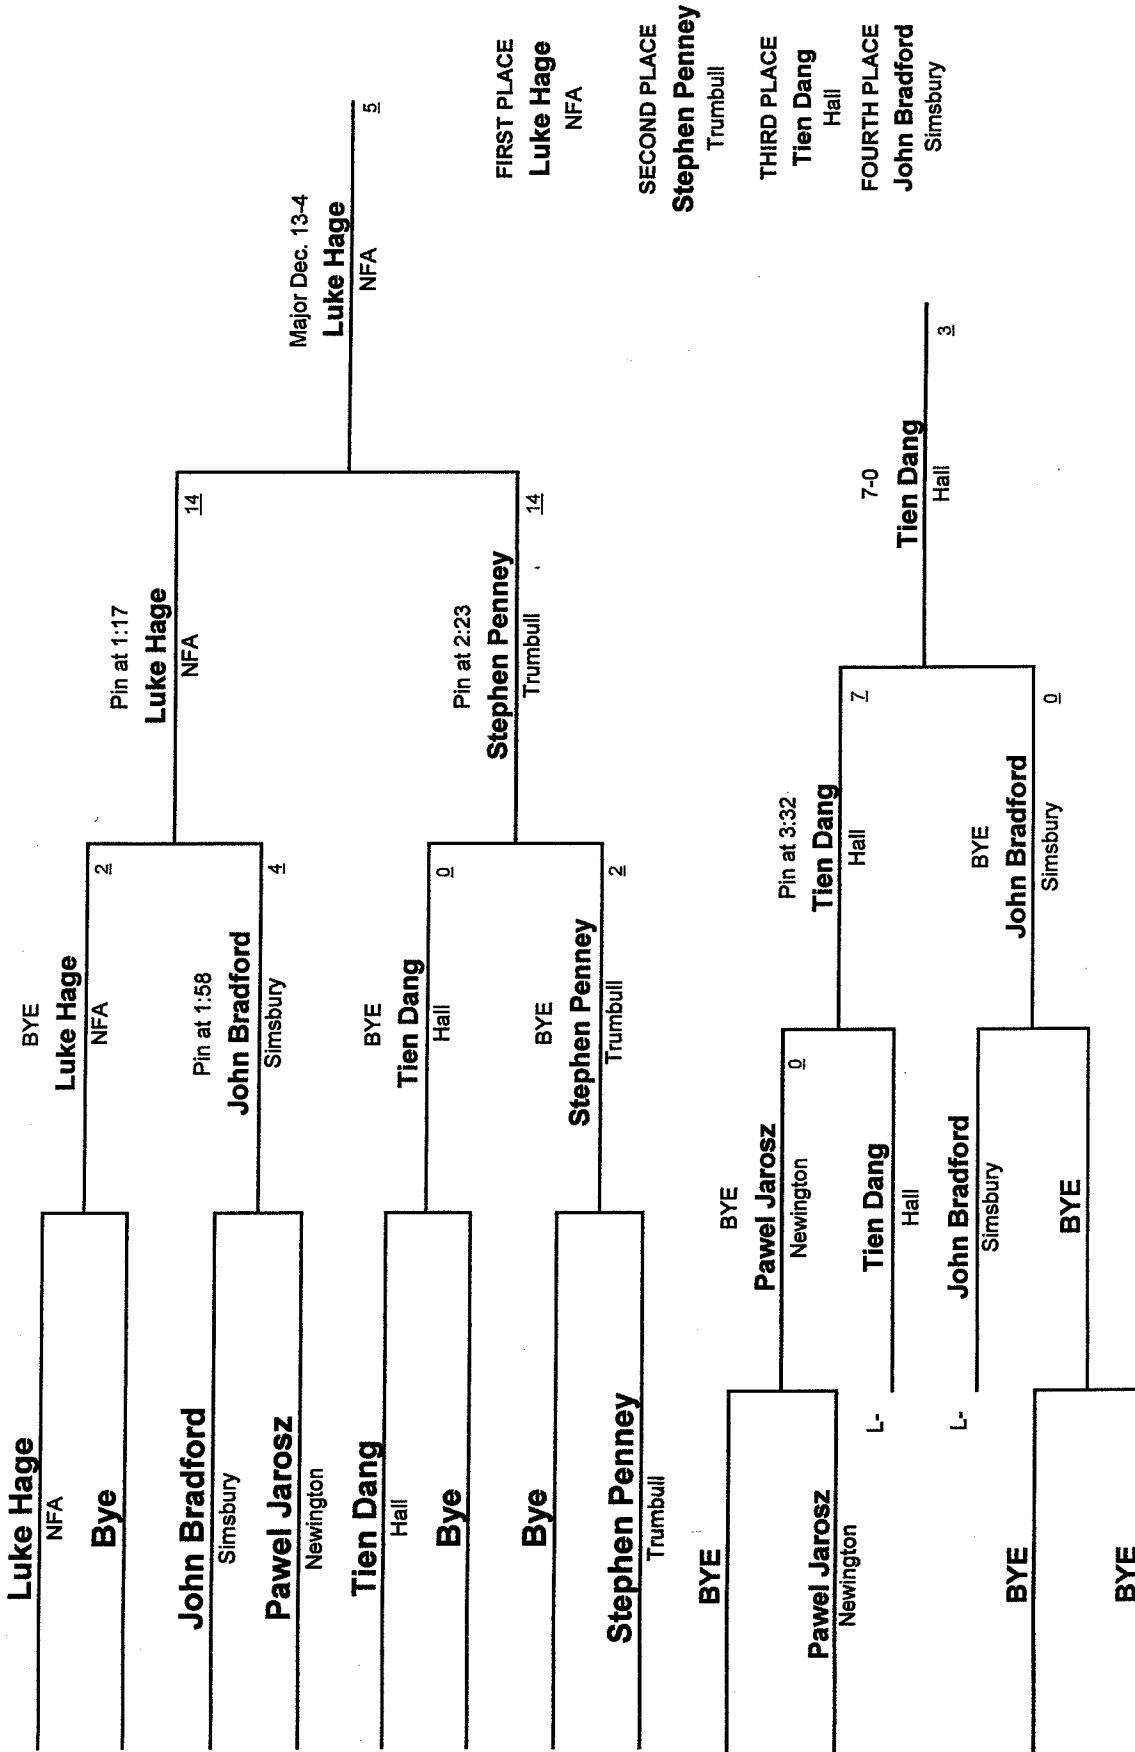 Luke Hage
NFA
Bye
John Bradford
Simsbury
Pawel Jarosz
Newington
Tien Dang
Hall
Bye
Bye
Stephen Penney
Trumbull
BYE
Luke Hage
NFA
2
Pin at 1:58
John Bradford
Simsbury
4
BYE
Tien Dang
Hall
0
BYE
Stephen Penney
Trumbull
2
Pin at 1:17
Luke Hage
NFA
14
Pin at 2:23
Stephen Penney
Trumbull
14
Major Dec. 13-4
Luke Hage
NFA
5
FIRST PLACE
Luke Hage
NFA
SECOND PLACE
Stephen Penney
Trumbull
THIRD PLACE
Tien Dang
Hall
FOURTH PLACE
John Bradford
Simsbury
BYE
Pawel Jarosz
Newington
BYE
BYE
BYE
Pawel Jarosz
Newington
0
L-
Tien Dang
Hall
L-
John Bradford
Simsbury
BYE
Pin at 3:32
Tien Dang
Hall
7
BYE
John Bradford
Simsbury
0
7-0
Tien Dang
Hall
3